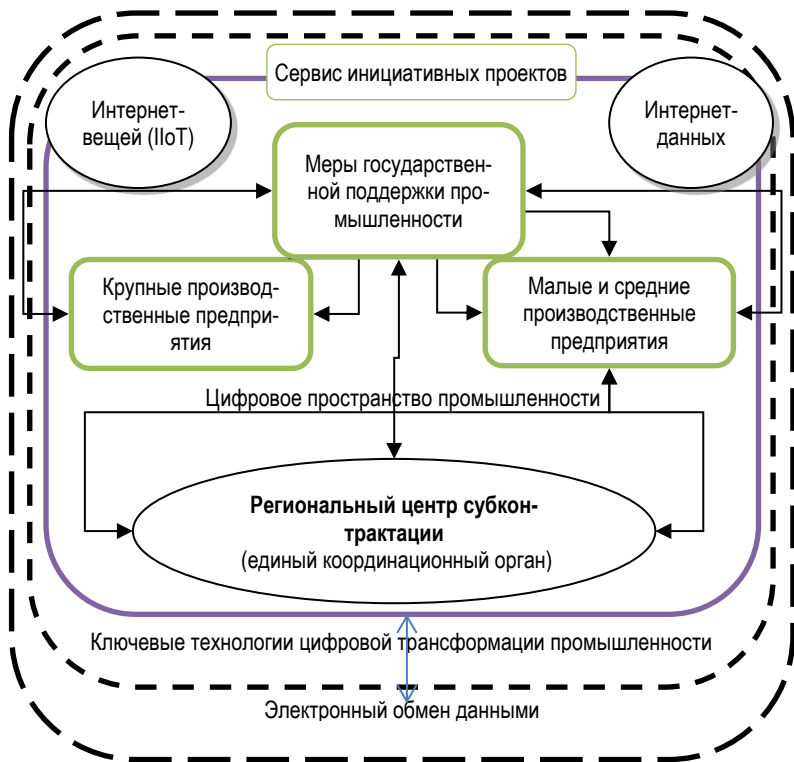 Сервис инициативных проектов
Интернет-
вещей (IIoT)
Интернет-
данных
Меры государствен-
ной поддержки про-
мышленности
Крупные производ-
ственные предпри-
ятия
Малые и средние
производственные
предприятия
Цифровое пространство промышленности
Региональный центр субкон-
трактации
(единый координационный орган)
Ключевые технологии цифровой трансформации промышленности
Электронный обмен данными